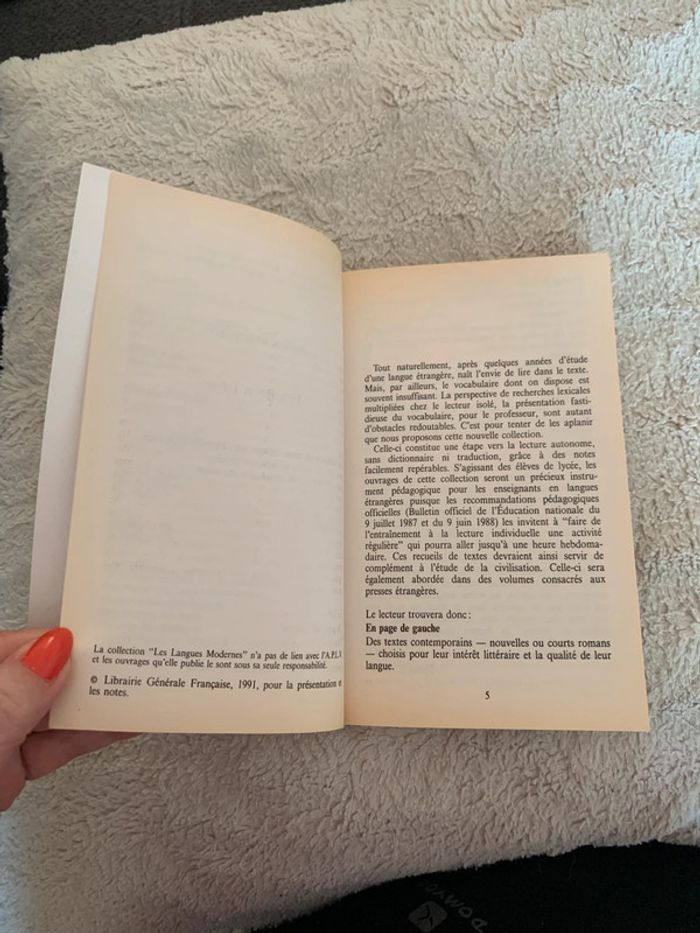 La collection "Les Langues Modernes" n'a pas de lien avec l'A.P.L.V.
et les ouvrages qu'elle publie le sont sous sa seule responsabilité.
© Librairie Générale Française, 1991, pour la présentation et
les notes.
Tout naturellement, après quelques années d'étude
d'une langue étrangère, naît l'envie de lire dans le texte.
Mais, par ailleurs, le vocabulaire dont on dispose est
souvent insuffisant. La perspective de recherches lexicales
multipliées chez le lecteur isolé, la présentation fasti-
dieuse du vocabulaire, pour le professeur, sont autant
d'obstacles redoutables. C'est pour tenter de les aplanir
que nous proposons cette nouvelle collection.
Celle-ci constitue une étape vers la lecture autonome,
sans dictionnaire ni traduction, grâce à des notes
facilement repérables. S'agissant des élèves de lycée, les
ouvrages de cette collection seront un précieux instru-
ment pédagogique pour les enseignants en langues
étrangères puisque les recommandations pédagogiques
officielles (Bulletin officiel de l'Éducation nationale du
9 juillet 1987 et du 9 juin 1988) les invitent à "faire de
l'entraînement à la lecture individuelle une activité
régulière" qui pourra aller jusqu'à une heure hebdoma-
daire. Ces recueils de textes devraient ainsi servir de
complément à l'étude de la civilisation. Celle-ci sera
également abordée dans des volumes consacrés aux
presses étrangères.
Le lecteur trouvera donc :
En page de gauche
Des textes contemporains — nouvelles ou courts romans
— choisis pour leur intérêt littéraire et la qualité de leur
langue.
5
DOMYOS